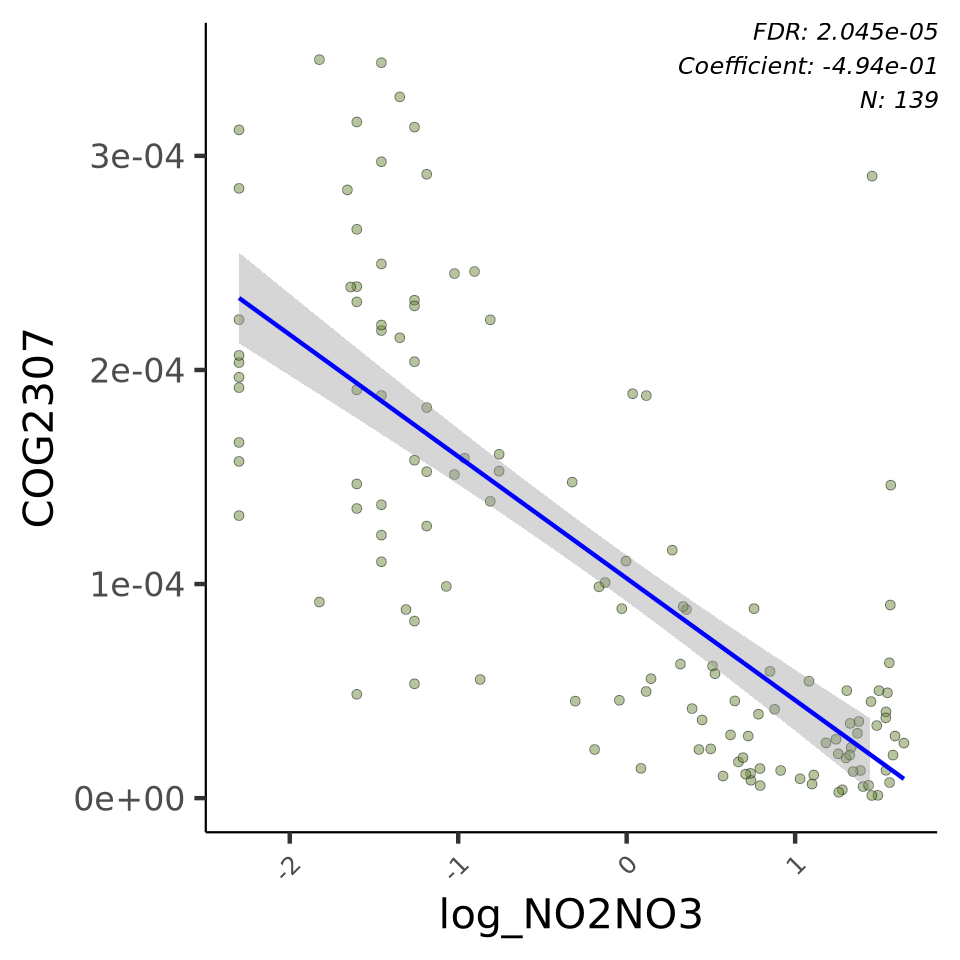 FDR: 2.045e-05
Coefficient: -4.94e-01
N: 139
3e-04
2e-04
1e-04
0e+00
COG2307
-2
-1
0
1
log_NO2NO3